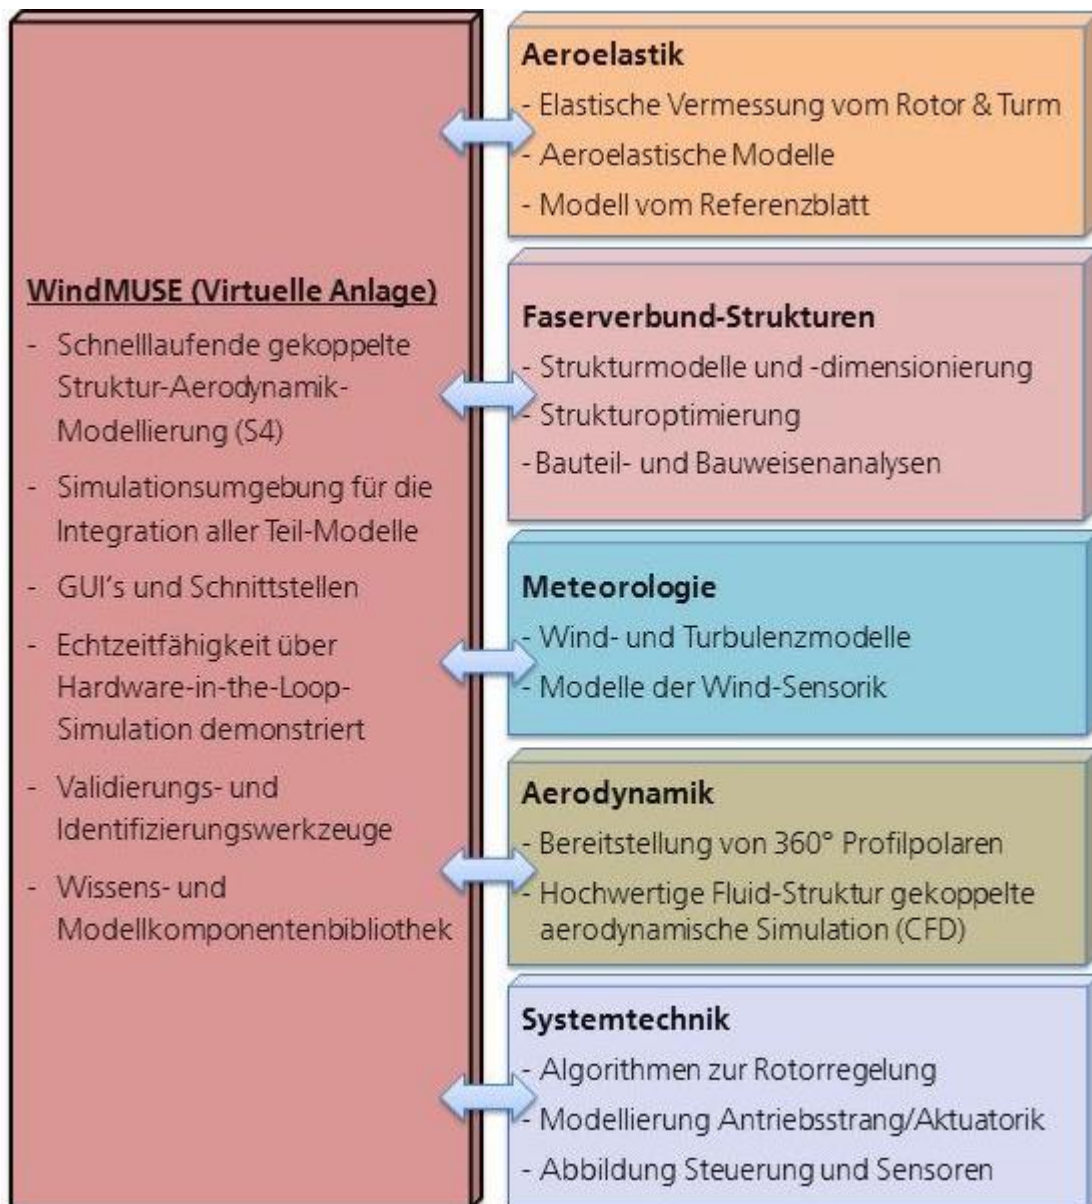 WindMUSE (Virtuelle Anlage)
- Schnelllaufende gekoppelte
Struktur-Aerodynamik-
Modellierung (S4)
- Simulationsumgebung für die
Integration aller Teil-Modelle
- GUI's und Schnittstellen
- Echtzeitfähigkeit über
Hardware-in-the-Loop-
Simulation demonstriert
- Validierungs- und
Identifizierungswerkzeuge
- Wissens- und
Modellkomponentenbibliothek
Aeroelastik
- Elastische Vermessung vom Rotor & Turm
- Aeroelastische Modelle
- Modell vom Referenzblatt
Faserverbund-Strukturen
- Strukturmodelle und -dimensionierung
- Strukturoptimierung
- Bauteil- und Bauweisenanalysen
Meteorologie
- Wind- und Turbulenzmodelle
- Modelle der Wind-Sensorik
Aerodynamik
- Bereitstellung von 360° Profilpolaren
- Hochwertige Fluid-Struktur gekoppelte
aerodynamische Simulation (CFD)
Systemtechnik
- Algorithmen zur Rotorregelung
- Modellierung Antriebsstrang/Aktuatorik
- Abbildung Steuerung und Sensoren